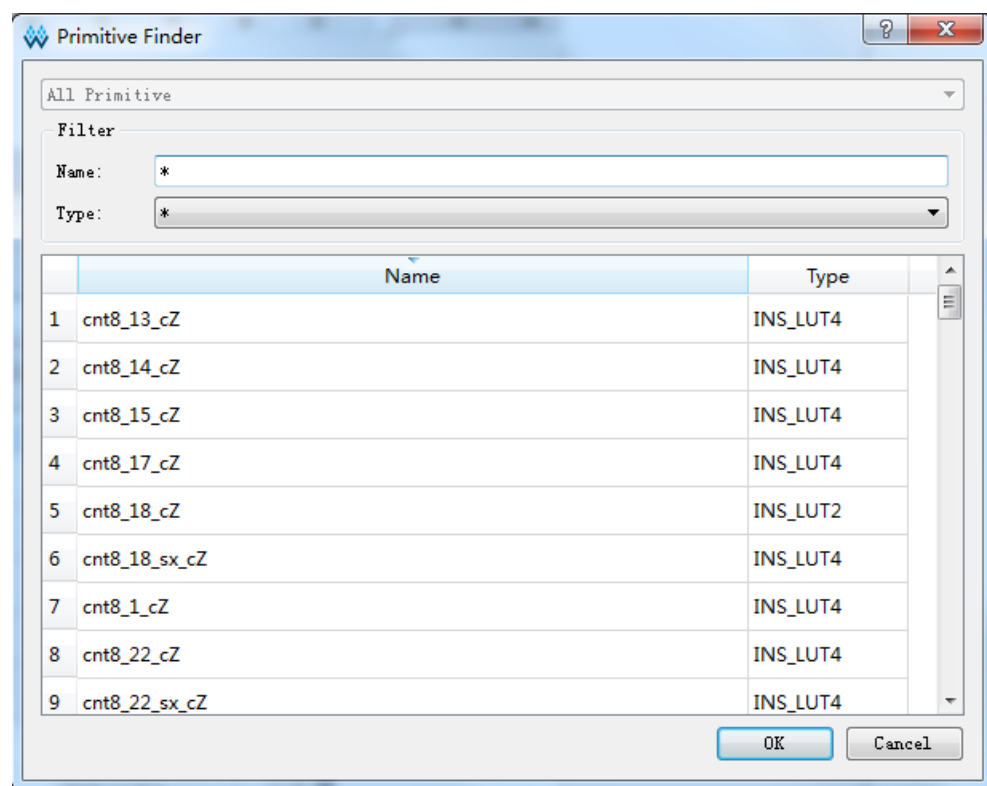 Primitive Finder
All Primitive
Filter
Name: *
Type: *
Name Type
1 cnt8_13_cZ INS_LUT4
2 cnt8_14_cZ INS_LUT4
3 cnt8_15_cZ INS_LUT4
4 cnt8_17_cZ INS_LUT4
5 cnt8_18_cZ INS_LUT2
6 cnt8_18_sx_cZ INS_LUT4
7 cnt8_1_cZ INS_LUT4
8 cnt8_22_cZ INS_LUT4
9 cnt8_22_sx_cZ INS_LUT4
OK Cancel